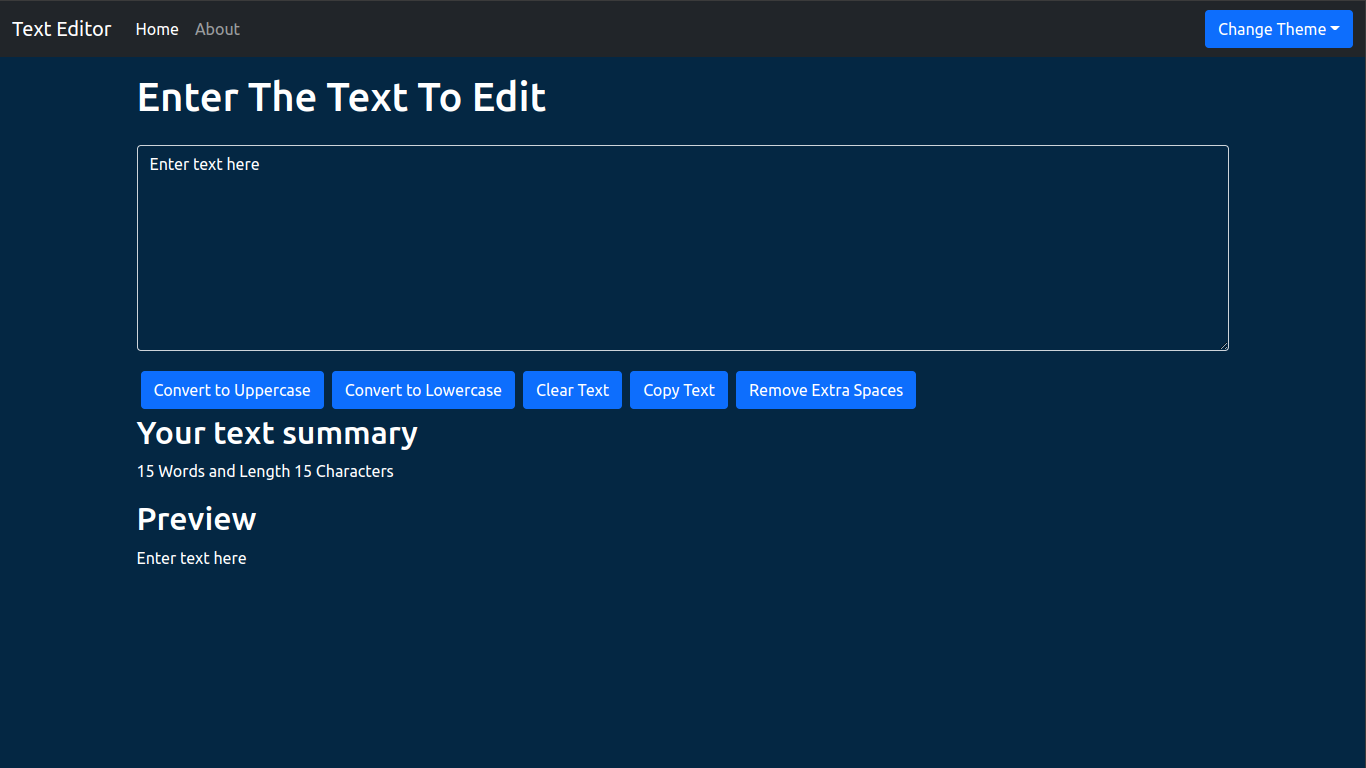 Text Editor Home About Change Theme
Enter The Text To Edit
Enter text here
Convert to Uppercase Convert to Lowercase Clear Text Copy Text Remove Extra Spaces
Your text summary
15 Words and Length 15 Characters
Preview
Enter text here